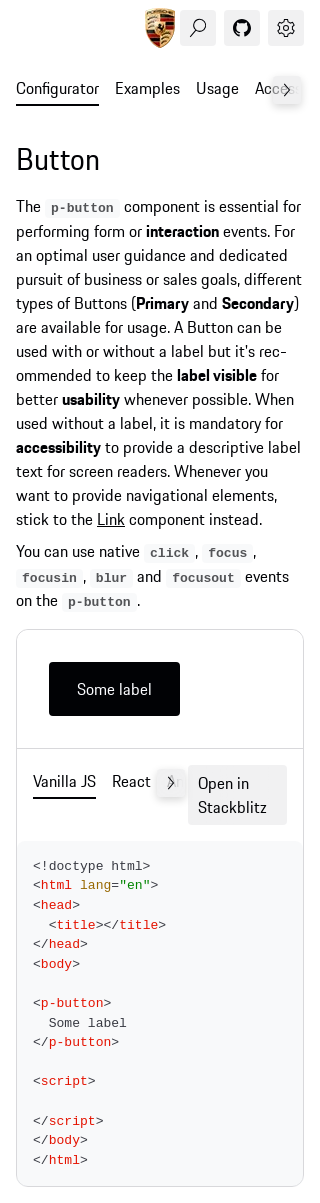 Configurator Examples Usage Access
Button
The p-button component is essential for
performing form or interaction events. For
an optimal user guidance and dedicated
pursuit of business or sales goals, different
types of Buttons (Primary and Secondary)
are available for usage. A Button can be
used with or without a label but it's rec-
ommended to keep the label visible for
better usability whenever possible. When
used without a label, it is mandatory for
accessibility to provide a descriptive label
text for screen readers. Whenever you
want to provide navigational elements,
stick to the Link component instead.
You can use native click, focus,
focusin, blur and focusout events
on the p-button.
Some label
Vanilla JS React
Open in
Stackblitz
<!doctype html>
<html lang="en">
<head>
  <title></title>
</head>
<body>
<p-button>
  Some label
</p-button>
<script>
</script>
</body>
</html>